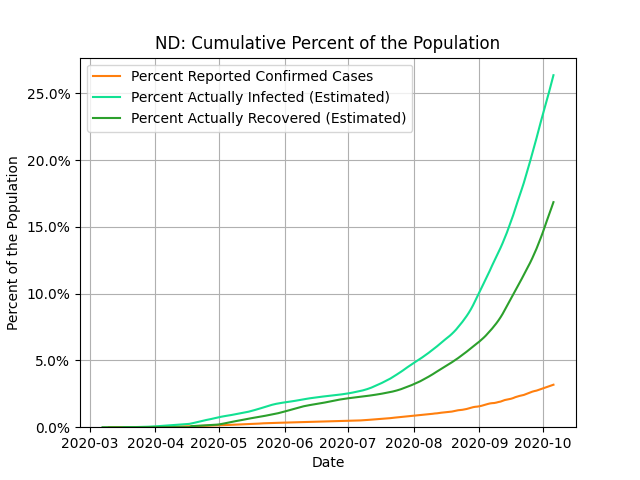 ND: Cumulative Percent of the Population
Percent Reported Confirmed Cases
Percent Actually Infected (Estimated)
Percent Actually Recovered (Estimated)
25.0%
20.0%
15.0%
10.0%
5.0%
0.0%
Percent of the Population
2020-03 2020-04 2020-05 2020-06 2020-07 2020-08 2020-09 2020-10
Date